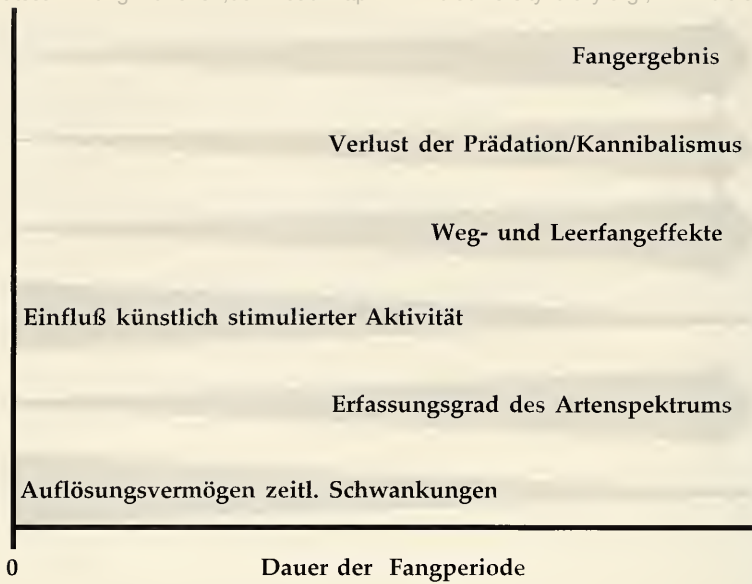 Fangergebnis
Verlust der Prädation/Kannibalismus
Weg- und Leerfangeffekte
Einfluß künstlich stimulierter Aktivität
Erfassungsgrad des Artenspektrums
Auflösungsvermögen zeitl. Schwankungen
0 Dauer der Fangperiode